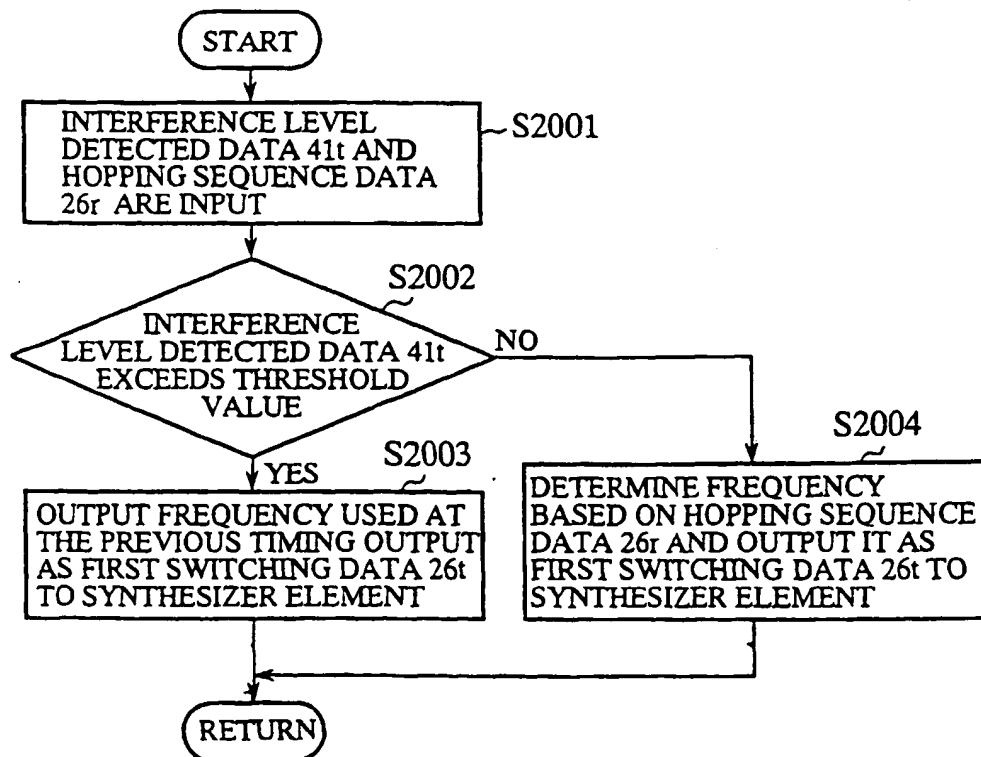 START
INTERFERENCE LEVEL
DETECTED DATA 41t AND
HOPPING SEQUENCE DATA
26r ARE INPUT
S2001
S2002
INTERFERENCE
LEVEL DETECTED DATA 41t
EXCEEDS THRESHOLD
VALUE
NO
YES
S2003
OUTPUT FREQUENCY USED AT
THE PREVIOUS TIMING OUTPUT
AS FIRST SWITCHING DATA 26t
TO SYNTHESIZER ELEMENT
S2004
DETERMINE FREQUENCY
BASED ON HOPPING SEQUENCE
DATA 26r AND OUTPUT IT AS
FIRST SWITCHING DATA 26t TO
SYNTHESIZER ELEMENT
RETURN